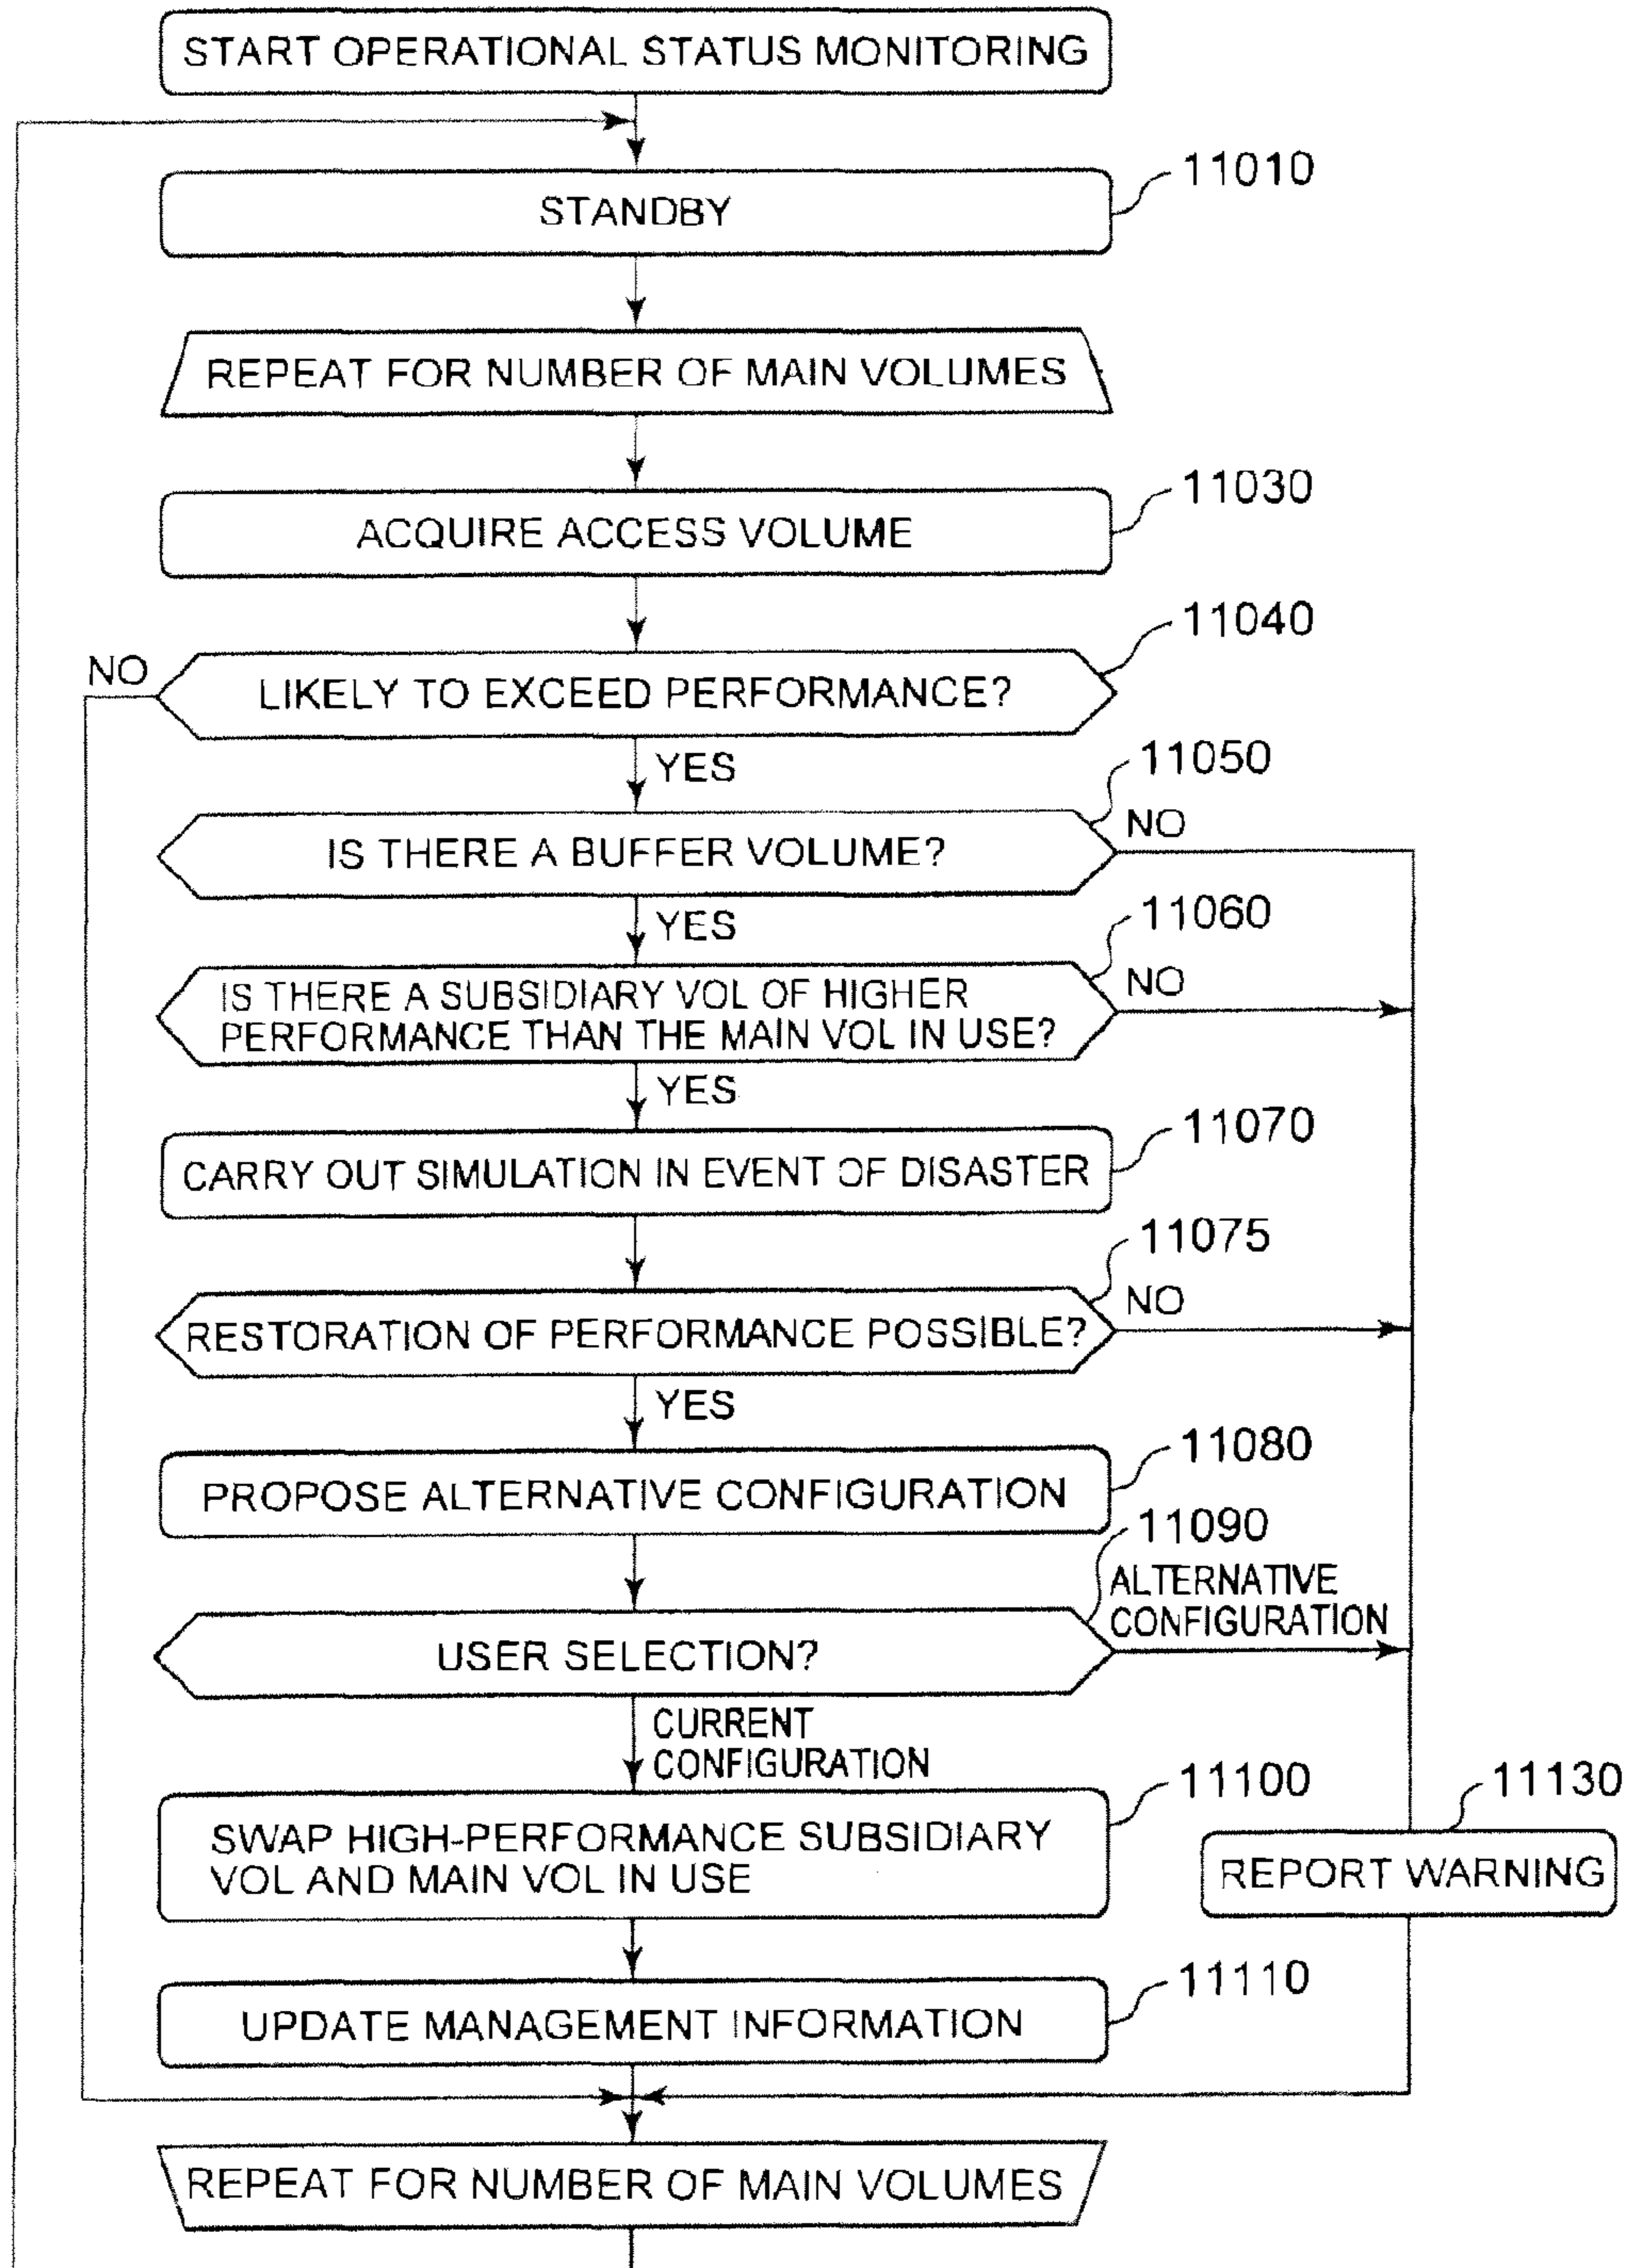 START OPERATIONAL STATUS MONITORING
11010
STANDBY
REPEAT FOR NUMBER OF MAIN VOLUMES
11030
ACQUIRE ACCESS VOLUME
11040
NO
LIKELY TO EXCEED PERFORMANCE?
YES
11050
NO
IS THERE A BUFFER VOLUME?
YES
11060
NO
IS THERE A SUBSIDIARY VOL OF HIGHER
PERFORMANCE THAN THE MAIN VOL IN USE?
YES
11070
CARRY OUT SIMULATION IN EVENT OF DISASTER
11075
NO
RESTORATION OF PERFORMANCE POSSIBLE?
YES
11080
PROPOSE ALTERNATIVE CONFIGURATION
11090
ALTERNATIVE
CONFIGURATION
USER SELECTION?
CURRENT
CONFIGURATION
11100
11130
SWAP HIGH-PERFORMANCE SUBSIDIARY
VOL AND MAIN VOL IN USE
REPORT WARNING
11110
UPDATE MANAGEMENT INFORMATION
REPEAT FOR NUMBER OF MAIN VOLUMES